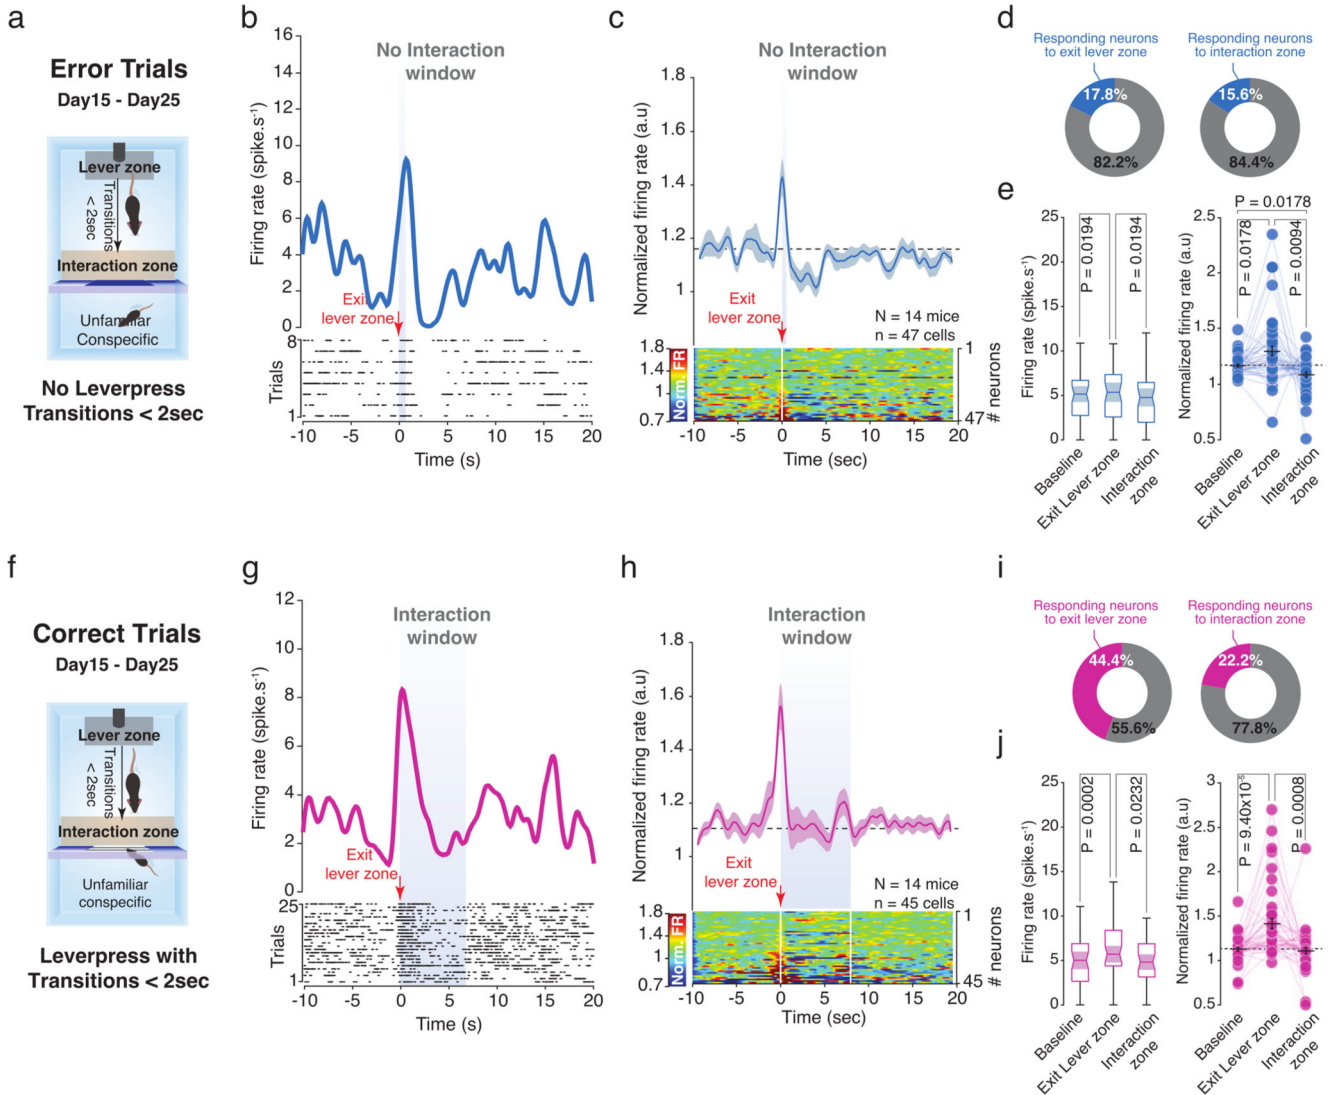 a
Error Trials
Day15 - Day25
Lever zone
Transitions
< 2sec
Interaction zone
Unfamiliar
Conspecific
No Leverpress
Transitions < 2sec
b
No Interaction
window
Firing rate (spike.s⁻¹)
16
14
12
10
8
6
4
2
0
Exit
lever zone
Trials
8
1
-10
-5
0
5
10
15
20
Time (s)
c
No Interaction
window
Normalized firing rate (a.u)
1.8
1.6
1.4
1.2
1
Exit
lever zone
N = 14 mice
n = 47 cells
Norm. FR
1.8
1.4
1
0.7
1
47
# neurons
-10
-5
0
5
10
15
20
Time (sec)
d
Responding neurons
to exit lever zone
17.8%
82.2%
Responding neurons
to interaction zone
15.6%
84.4%
e
Firing rate (spike.s⁻¹)
25
20
15
10
5
0
P = 0.0194
P = 0.0194
Baseline
Exit Lever zone
Interaction
zone
Normalized firing rate (a.u)
2.5
2
1.5
1
0.5
P = 0.0178
P = 0.0178
P = 0.0094
Baseline
Exit Lever zone
Interaction
zone
f
Correct Trials
Day15 - Day25
Lever zone
Transitions
< 2sec
Interaction zone
Unfamiliar
conspecific
Leverpress with
Transitions < 2sec
g
Interaction
window
Firing rate (spike.s⁻¹)
12
10
8
6
4
2
0
Exit
lever zone
Trials
25
1
-10
-5
0
5
10
15
20
Time (s)
h
Interaction
window
Normalized firing rate (a.u)
1.8
1.6
1.4
1.2
1
Exit
lever zone
N = 14 mice
n = 45 cells
Norm. FR
1.8
1.4
1
0.7
1
45
# neurons
-10
-5
0
5
10
15
20
Time (sec)
i
Responding neurons
to exit lever zone
44.4%
55.6%
Responding neurons
to interaction zone
22.2%
77.8%
j
Firing rate (spike.s⁻¹)
25
20
15
10
5
0
P = 0.0002
P = 0.0232
Baseline
Exit Lever zone
Interaction
zone
Normalized firing rate (a.u)
3
2.5
2
1.5
1
0.5
P = 9.40x10⁻⁵
P = 0.0008
Baseline
Exit Lever zone
Interaction
zone